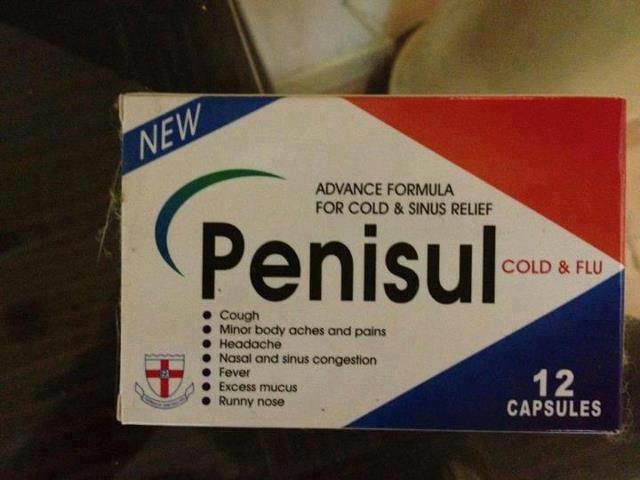 NEW
ADVANCE FORMULA
FOR COLD & SINUS RELIEF
Penisul
COLD & FLU
Cough
Minor body aches and pains
Headache
Nasal and sinus congestion
Fever
Excess mucus
Runny nose
12
CAPSULES